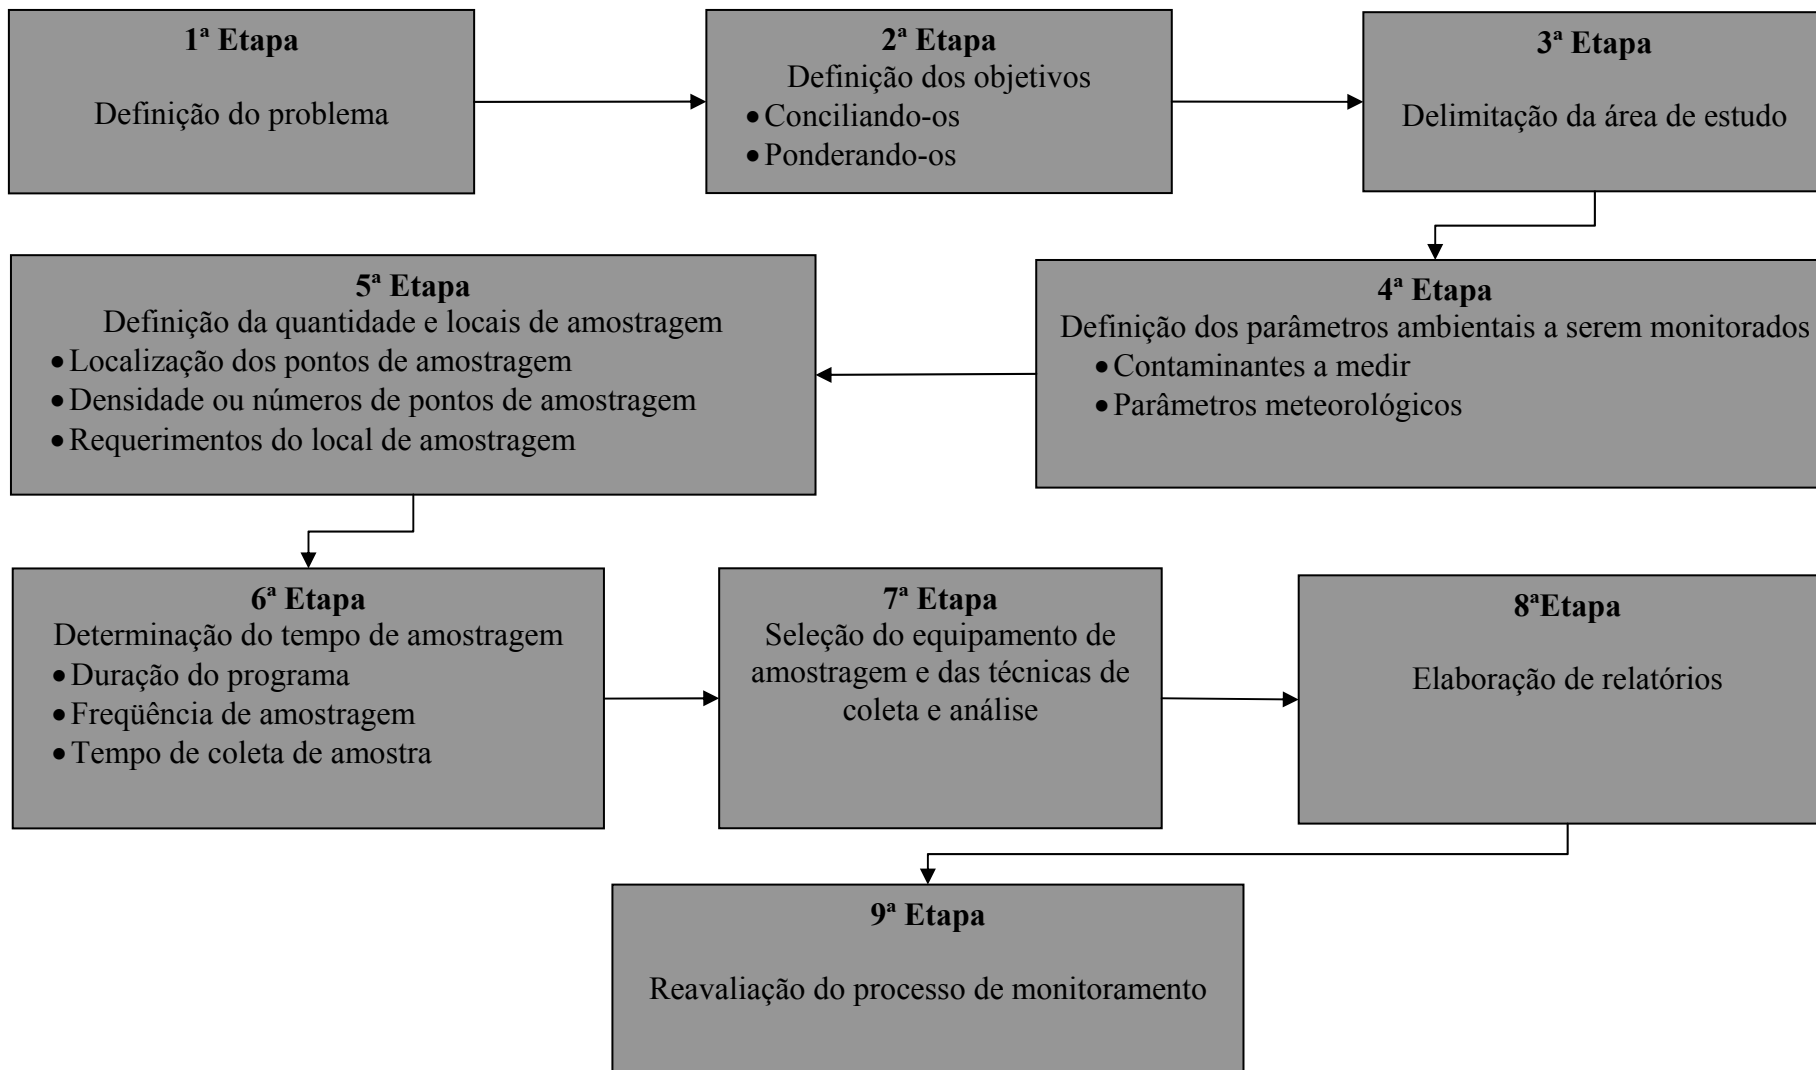 1ª Etapa
Definição do problema
2ª Etapa
Definição dos objetivos
• Conciliando-os
• Ponderando-os
3ª Etapa
Delimitação da área de estudo
4ª Etapa
Definição dos parâmetros ambientais a serem monitorados
• Contaminantes a medir
• Parâmetros meteorológicos
5ª Etapa
Definição da quantidade e locais de amostragem
• Localização dos pontos de amostragem
• Densidade ou números de pontos de amostragem
• Requerimentos do local de amostragem
6ª Etapa
Determinação do tempo de amostragem
• Duração do programa
• Freqüência de amostragem
• Tempo de coleta de amostra
7ª Etapa
Seleção do equipamento de
amostragem e das técnicas de
coleta e análise
8ªEtapa
Elaboração de relatórios
9ª Etapa
Reavaliação do processo de monitoramento